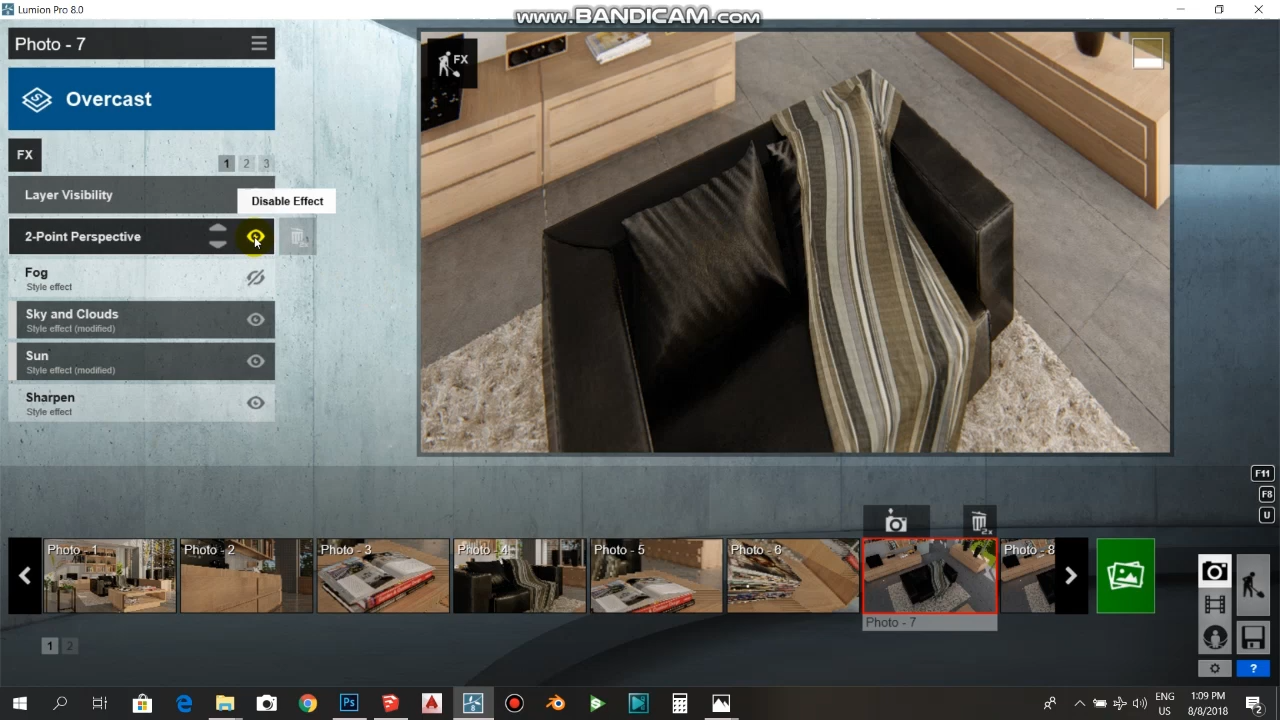 Lumion Pro 8.0
www.BANDICAM.com
Photo - 7
Overcast
FX
FX
1 2 3
Layer Visibility
Disable Effect
2-Point Perspective
Fog
Style effect
Sky and Clouds
Style effect (modified)
Sun
Style effect (modified)
Sharpen
Style effect
F11
F8
U
Photo - 1
Photo - 2
Photo - 3
Photo - 4
Photo - 5
Photo - 6
Photo - 8
Photo - 7
1 2
?
Ps
ENG
US
1:09 PM
8/8/2018
2